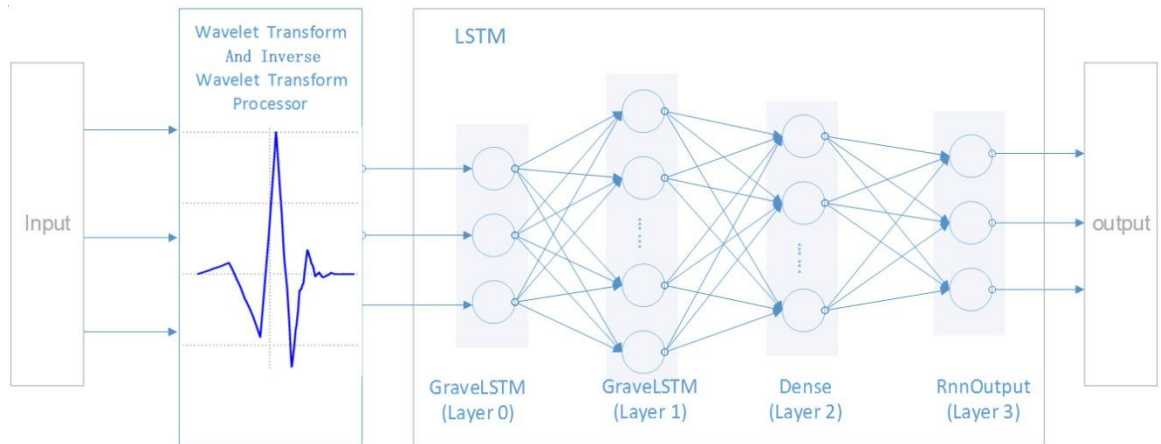 Wavelet Transform
And Inverse
Wavelet Transform
Processor
LSTM
Input
output
GraveLSTM
(Layer 0)
GraveLSTM
(Layer 1)
Dense
(Layer 2)
RnnOutput
(Layer 3)